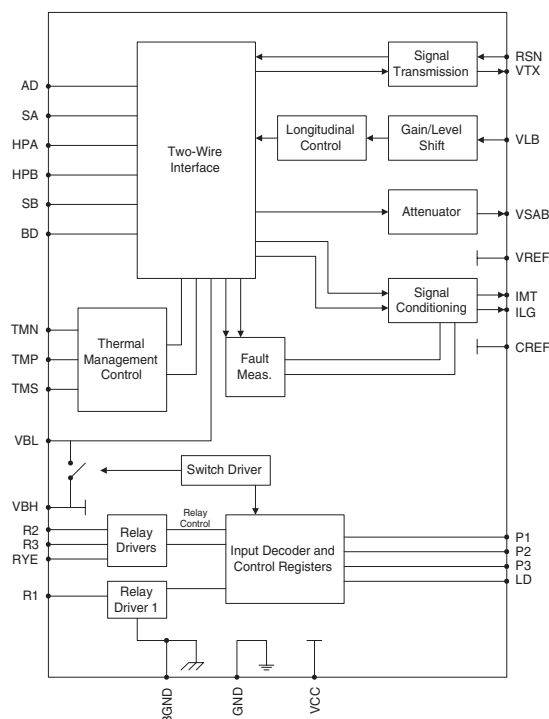 AD
SA
HPA
HPB
SB
BD
TMN
TMP
TMS
VBL
VBH
R2
R3
RYE
R1
Two-Wire
Interface
Signal
Transmission
Longitudinal
Control
Gain/Level
Shift
Attenuator
Signal
Conditioning
Thermal
Management
Control
Fault
Meas.
Switch Driver
Relay
Control
Relay
Drivers
Input Decoder and
Control Registers
Relay
Driver 1
RSN
VTX
VLB
VSAB
VREF
IMT
ILG
CREF
P1
P2
P3
LD
GND
VCC